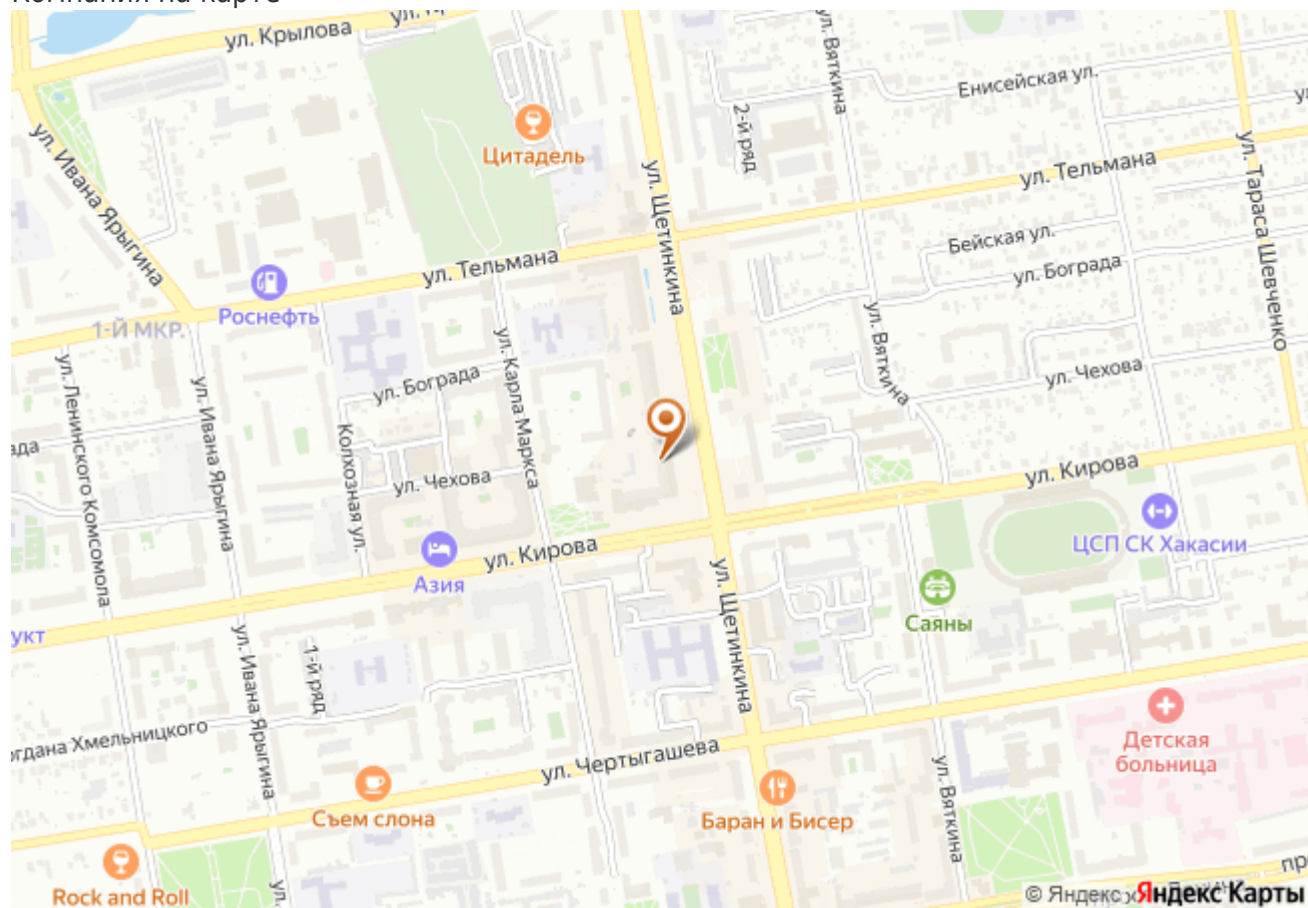 Компания на карте
ул. Крылова
ул. Вяткина
Енисейская ул.
2-й ряд
Цитадель
ул. Ивана Ярыгина
ул. Щетинкина
ул. Тельмана
ул. Тараса Шевченко
Бейская ул.
ул. Тельмана
ул. Бограда
Роснефть
1-Й МКР.
ул. Вяткина
ул. Карла Маркса
ул. Чехова
ул. Бограда
ул. Ленинского Комсомола
ул. Ивана Ярыгина
Колхозная ул.
ул. Чехова
ул. Кирова
ЦСП СК Хакасии
ул. Кирова
Азия
ул. Щетинкина
Саяны
ул. Ивана Ярыгина
1-й ряд
Детская
больница
ул. Чертыгашева
ул. Вяткина
Съем слона
Баран и Бисер
Rock and Roll
© Яндекс
Яндекс Карты